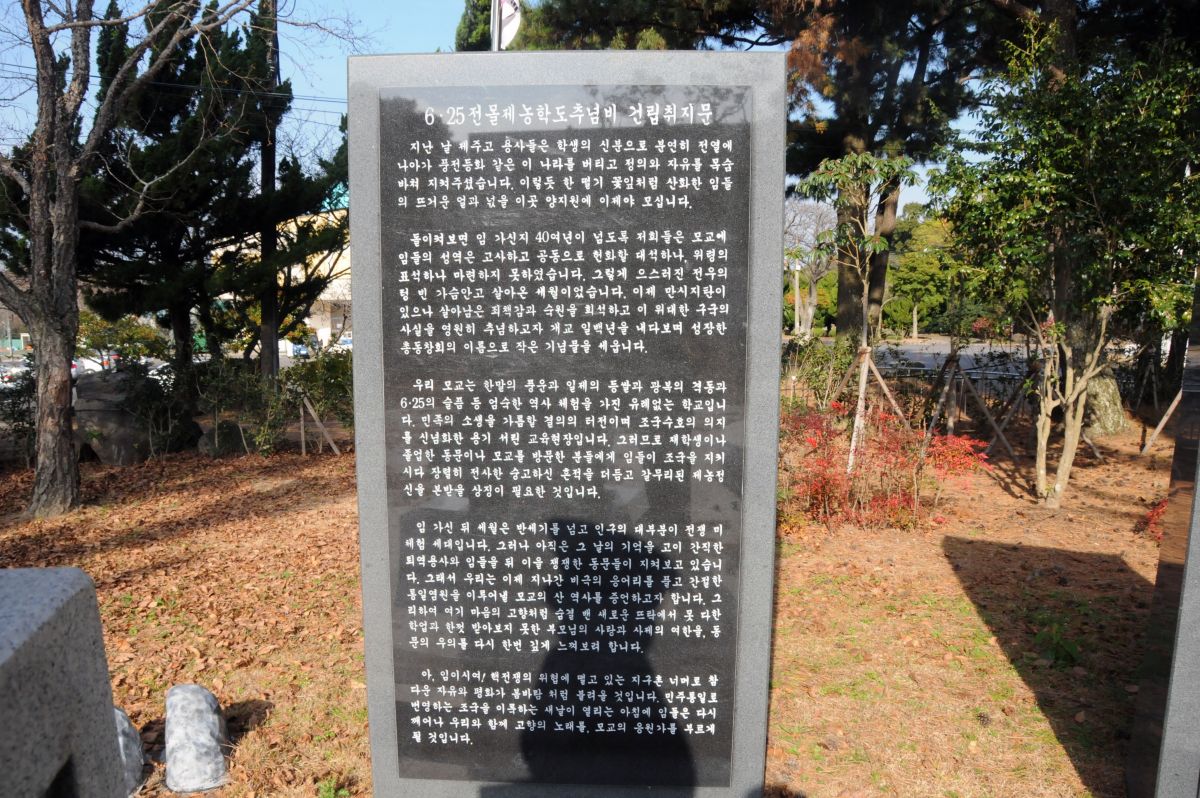 6·25전몰제농학도추념비 건립취지문
지난 날 제주고 용사들은 학생의 신분으로 분연히 전열에
나아가 풍전등화 같은 이 나라를 버티고 정의와 자유를 목숨
바쳐 지켜주셨습니다. 이렇듯 한 떨기 꽃잎처럼 산화한 임들
의 뜨거운 얼과 넋을 이곳 양지원에 이제야 모십니다.
돌이켜보면 임 가신지 40여년이 넘도록 저희들은 모교에
임들의 성역은 고사하고 공동으로 헌화할 대석하나, 위령의
표석하나 마련하지 못하였습니다. 그렇게 으스러진 전우의
텅 빈 가슴안고 살아온 세월이었습니다. 이제 만시지탄이
있으나 살아남은 죄책감과 숙원을 회석하고 이 위대한 구국의
사실을 영원히 추념하고자 개교 일백년을 내다보며 성장한
총동창회의 이름으로 작은 기념물을 세웁니다.
우리 모교는 한말의 풍운과 일제의 동쌀과 광복의 격동과
6·25의 슬픔 등 엄숙한 역사 체험을 가진 유례없는 학교입니
다. 민족의 소생을 가름할 결의의 터전이며 조국수호의 의지
를 신념화한 용기 서린 교육현장입니다. 그러므로 재학생이나
졸업한 동문이나 모교를 방문한 분들에게 임들이 조국을 지켜
시다 장렬히 전사한 숭고하신 흔적을 더듬고 갈무리된 제농정
신을 본받을 상징이 필요한 것입니다.
임 가신 뒤 세월은 반세기를 넘고 인구의 대부분이 전쟁 미
체험 세대입니다. 그러나 아직은 그 날의 기억을 고이 간직한
퇴역용사와 임들을 뒤 이을 쟁쟁한 동문들이 지켜보고 있습니
다. 그래서 우리는 이제 지나간 비극의 응어리를 풀고 간절한
통일염원을 이루어낼 모교의 산 역사를 증언하고자 합니다. 그
리하여 여기 마음의 고향처럼 숨결 밴 새로운 뜨락에서 못 다한
학업과 한껏 받아보지 못한 부모님의 사랑과 사제의 여한을, 동
문의 우의를 다시 한번 깊게 느껴보려 합니다.
아, 임이시여! 핵전쟁의 위험에 떨고 있는 지구촌 너머로 참
다운 자유와 평화가 봄바람 처럼 불려올 것입니다. 민주통일로
번영하는 조국을 이룩하는 새날이 열리는 아침에 임들은 다시
깨어나 우리와 함께 고향의 노래를, 모교의 응원가를 부르게
될 것입니다.